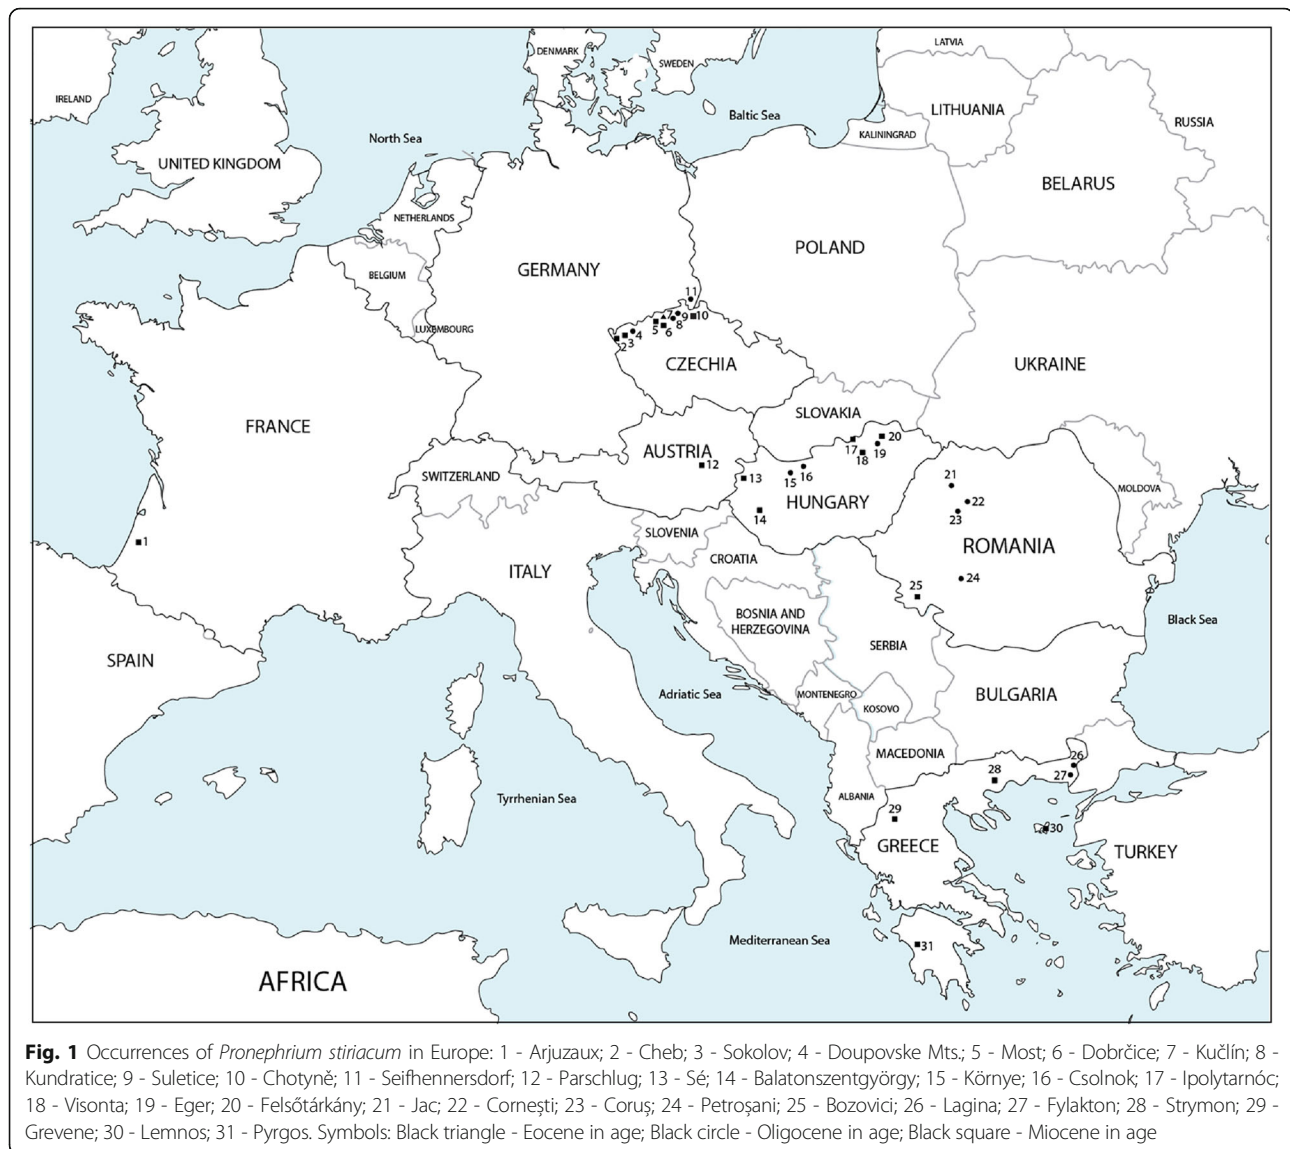 LATVIA
DENMARK
SWEDEN
IRELAND
LITHUANIA
Baltic Sea
RUSSIA
KALININGRAD
North Sea
UNITED KINGDOM
BELARUS
NETHERLANDS
POLAND
GERMANY
BELGIUM
11
7 9 10
5 6 8
LUXEMBOURG
4
2 3
CZECHIA
UKRAINE
SLOVAKIA
FRANCE
20
17 19
18
AUSTRIA
12
16
15
13
SWITZERLAND
21
MOLDOVA
HUNGARY
22
14
23
SLOVENIA
1
ROMANIA
CROATIA
ITALY
24
25
BOSNIA AND
HERZEGOVINA
Black Sea
SERBIA
SPAIN
Adriatic Sea
MONTENEGRO
BULGARIA
KOSOVO
MACEDONIA
26
28
27
Tyrrhenian Sea
ALBANIA
29
30
GREECE
TURKEY
Mediterranean Sea
31
AFRICA
Fig. 1 Occurrences of Pronephrium stiriacum in Europe: 1 - Arjuzaux; 2 - Cheb; 3 - Sokolov; 4 - Doupovske Mts.; 5 - Most; 6 - Dobrčice; 7 - Kučlín; 8 -
Kundratice; 9 - Suletice; 10 - Chotyně; 11 - Seifhennersdorf; 12 - Parschlug; 13 - Sé; 14 - Balatonszentgyörgy; 15 - Környe; 16 - Csolnok; 17 - Ipolytarnóc;
18 - Visonta; 19 - Eger; 20 - Felsőtárkány; 21 - Jac; 22 - Corneşti; 23 - Coruş; 24 - Petroşani; 25 - Bozovici; 26 - Lagina; 27 - Fylakton; 28 - Strymon; 29 -
Grevene; 30 - Lemnos; 31 - Pyrgos. Symbols: Black triangle - Eocene in age; Black circle - Oligocene in age; Black square - Miocene in age